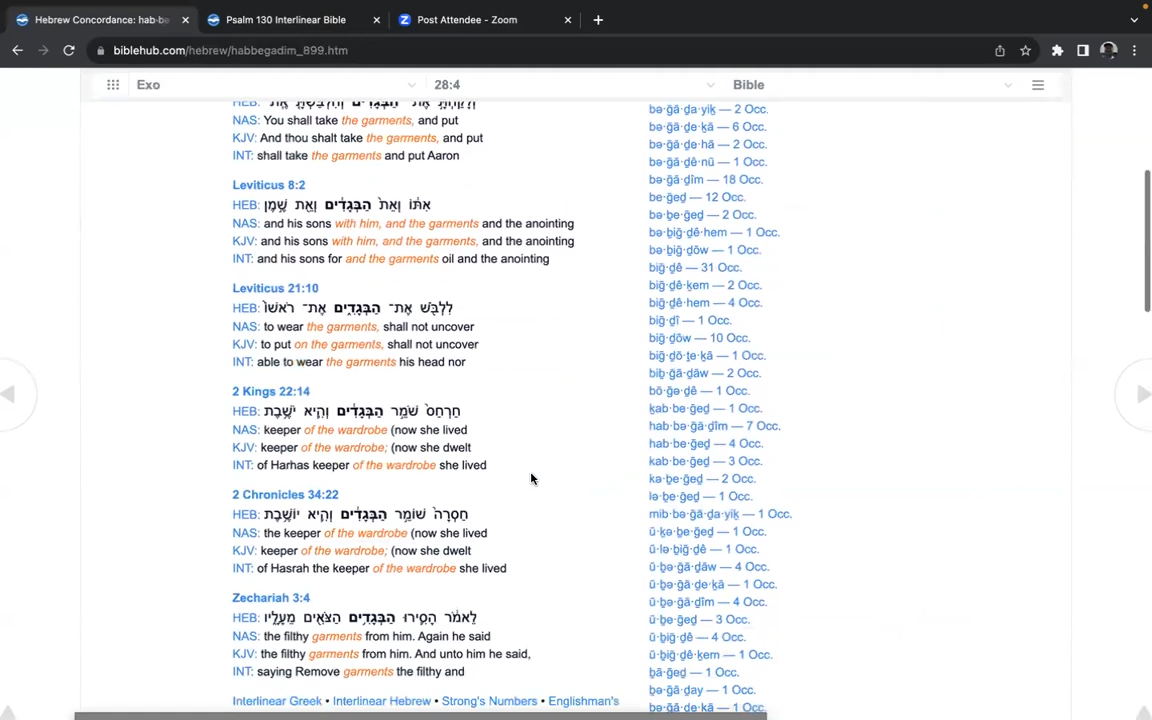 Hebrew Concordance: hab·bə
Psalm 130 Interlinear Bible
Post Attendee - Zoom
biblehub.com/hebrew/habbegadim_899.htm
Exo
28:4
Bible
NAS: You shall take the garments, and put
KJV: And thou shalt take the garments, and put
INT: shall take the garments and put Aaron
Leviticus 8:2
HEB: אִתּ֔וֹ וְאֵת֙ הַבְּגָדִ֔ים וְאֵ֖ת שֶׁ֣מֶן
NAS: and his sons with him, and the garments and the anointing
KJV: and his sons with him, and the garments, and the anointing
INT: and his sons for and the garments oil and the anointing
Leviticus 21:10
HEB: לִלְבֹּ֖שׁ אֶת־ הַבְּגָדִ֑ים אֶת־ רֹאשׁוֹ֙
NAS: to wear the garments, shall not uncover
KJV: to put on the garments, shall not uncover
INT: able to wear the garments his head nor
2 Kings 22:14
HEB: חַרְחַס֙ שֹׁמֵ֣ר הַבְּגָדִ֔ים וְהִ֛יא יֹשֶׁ֥בֶת
NAS: keeper of the wardrobe (now she lived
KJV: keeper of the wardrobe; (now she dwelt
INT: of Harhas keeper of the wardrobe she lived
2 Chronicles 34:22
HEB: חַסְרָה֙ שׁוֹמֵ֣ר הַבְּגָדִ֔ים וְהִ֛יא יוֹשֶׁ֥בֶת
NAS: the keeper of the wardrobe (now she lived
KJV: keeper of the wardrobe; (now she dwelt
INT: of Hasrah the keeper of the wardrobe she lived
Zechariah 3:4
HEB: לֵאמֹ֔ר הָסִ֛ירוּ הַבְּגָדִ֥ים הַצֹּאִ֖ים מֵעָלָ֑יו
NAS: the filthy garments from him. Again he said
KJV: the filthy garments from him. And unto him he said,
INT: saying Remove garments the filthy and
Interlinear Greek • Interlinear Hebrew • Strong's Numbers • Englishman's
bə·ḡā·ḏa·yiḵ — 2 Occ.
bə·ḡā·ḏe·ḵā — 6 Occ.
bə·ḡā·ḏe·hā — 2 Occ.
bə·ḡā·ḏê·nū — 1 Occ.
bə·ḡā·ḏîm — 18 Occ.
be·ḡeḏ — 12 Occ.
bə·ḇe·ḡeḏ — 2 Occ.
bə·ḇiḡ·ḏê·hem — 1 Occ.
bə·ḇiḡ·ḏōw — 1 Occ.
biḡ·ḏê — 31 Occ.
biḡ·ḏê·ḵem — 2 Occ.
biḡ·ḏê·hem — 4 Occ.
biḡ·ḏî — 1 Occ.
biḡ·ḏōw — 10 Occ.
biḡ·ḏō·ṯe·ḵā — 1 Occ.
biḇ·ḡā·ḏāw — 2 Occ.
bō·ḡə·ḏê — 1 Occ.
ḵab·be·ḡeḏ — 1 Occ.
hab·bə·ḡā·ḏîm — 7 Occ.
hab·be·ḡeḏ — 4 Occ.
kab·be·ḡeḏ — 3 Occ.
kə·ḇe·ḡeḏ — 2 Occ.
lə·ḇe·ḡeḏ — 1 Occ.
mib·bə·ḡā·ḏa·yiḵ — 1 Occ.
ū·ḵə·ḇe·ḡeḏ — 1 Occ.
ū·lə·ḇiḡ·ḏê — 1 Occ.
ū·ḇə·ḡā·ḏāw — 4 Occ.
ū·ḇə·ḡā·ḏe·ḵā — 1 Occ.
ū·ḇə·ḡā·ḏîm — 4 Occ.
ū·ḇe·ḡeḏ — 3 Occ.
ū·ḇiḡ·ḏê — 4 Occ.
ū·ḇiḡ·ḏê·ḵem — 1 Occ.
ḇā·ḡeḏ — 1 Occ.
ḇə·ḡā·ḏay — 1 Occ.
ḇə·ḡā·ḏe·ḵā — 1 Occ.